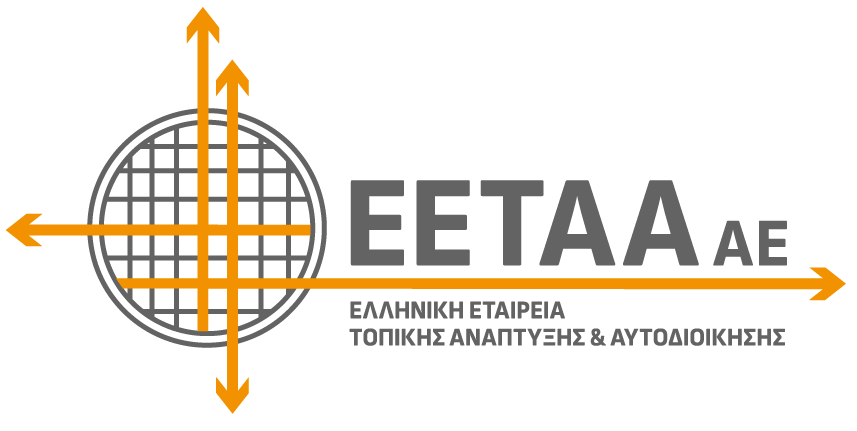 ΕΕΤΑΑ ΑΕ
ΕΛΛΗΝΙΚΗ ΕΤΑΙΡΕΙΑ
ΤΟΠΙΚΗΣ ΑΝΑΠΤΥΞΗΣ & ΑΥΤΟΔΙΟΙΚΗΣΗΣ